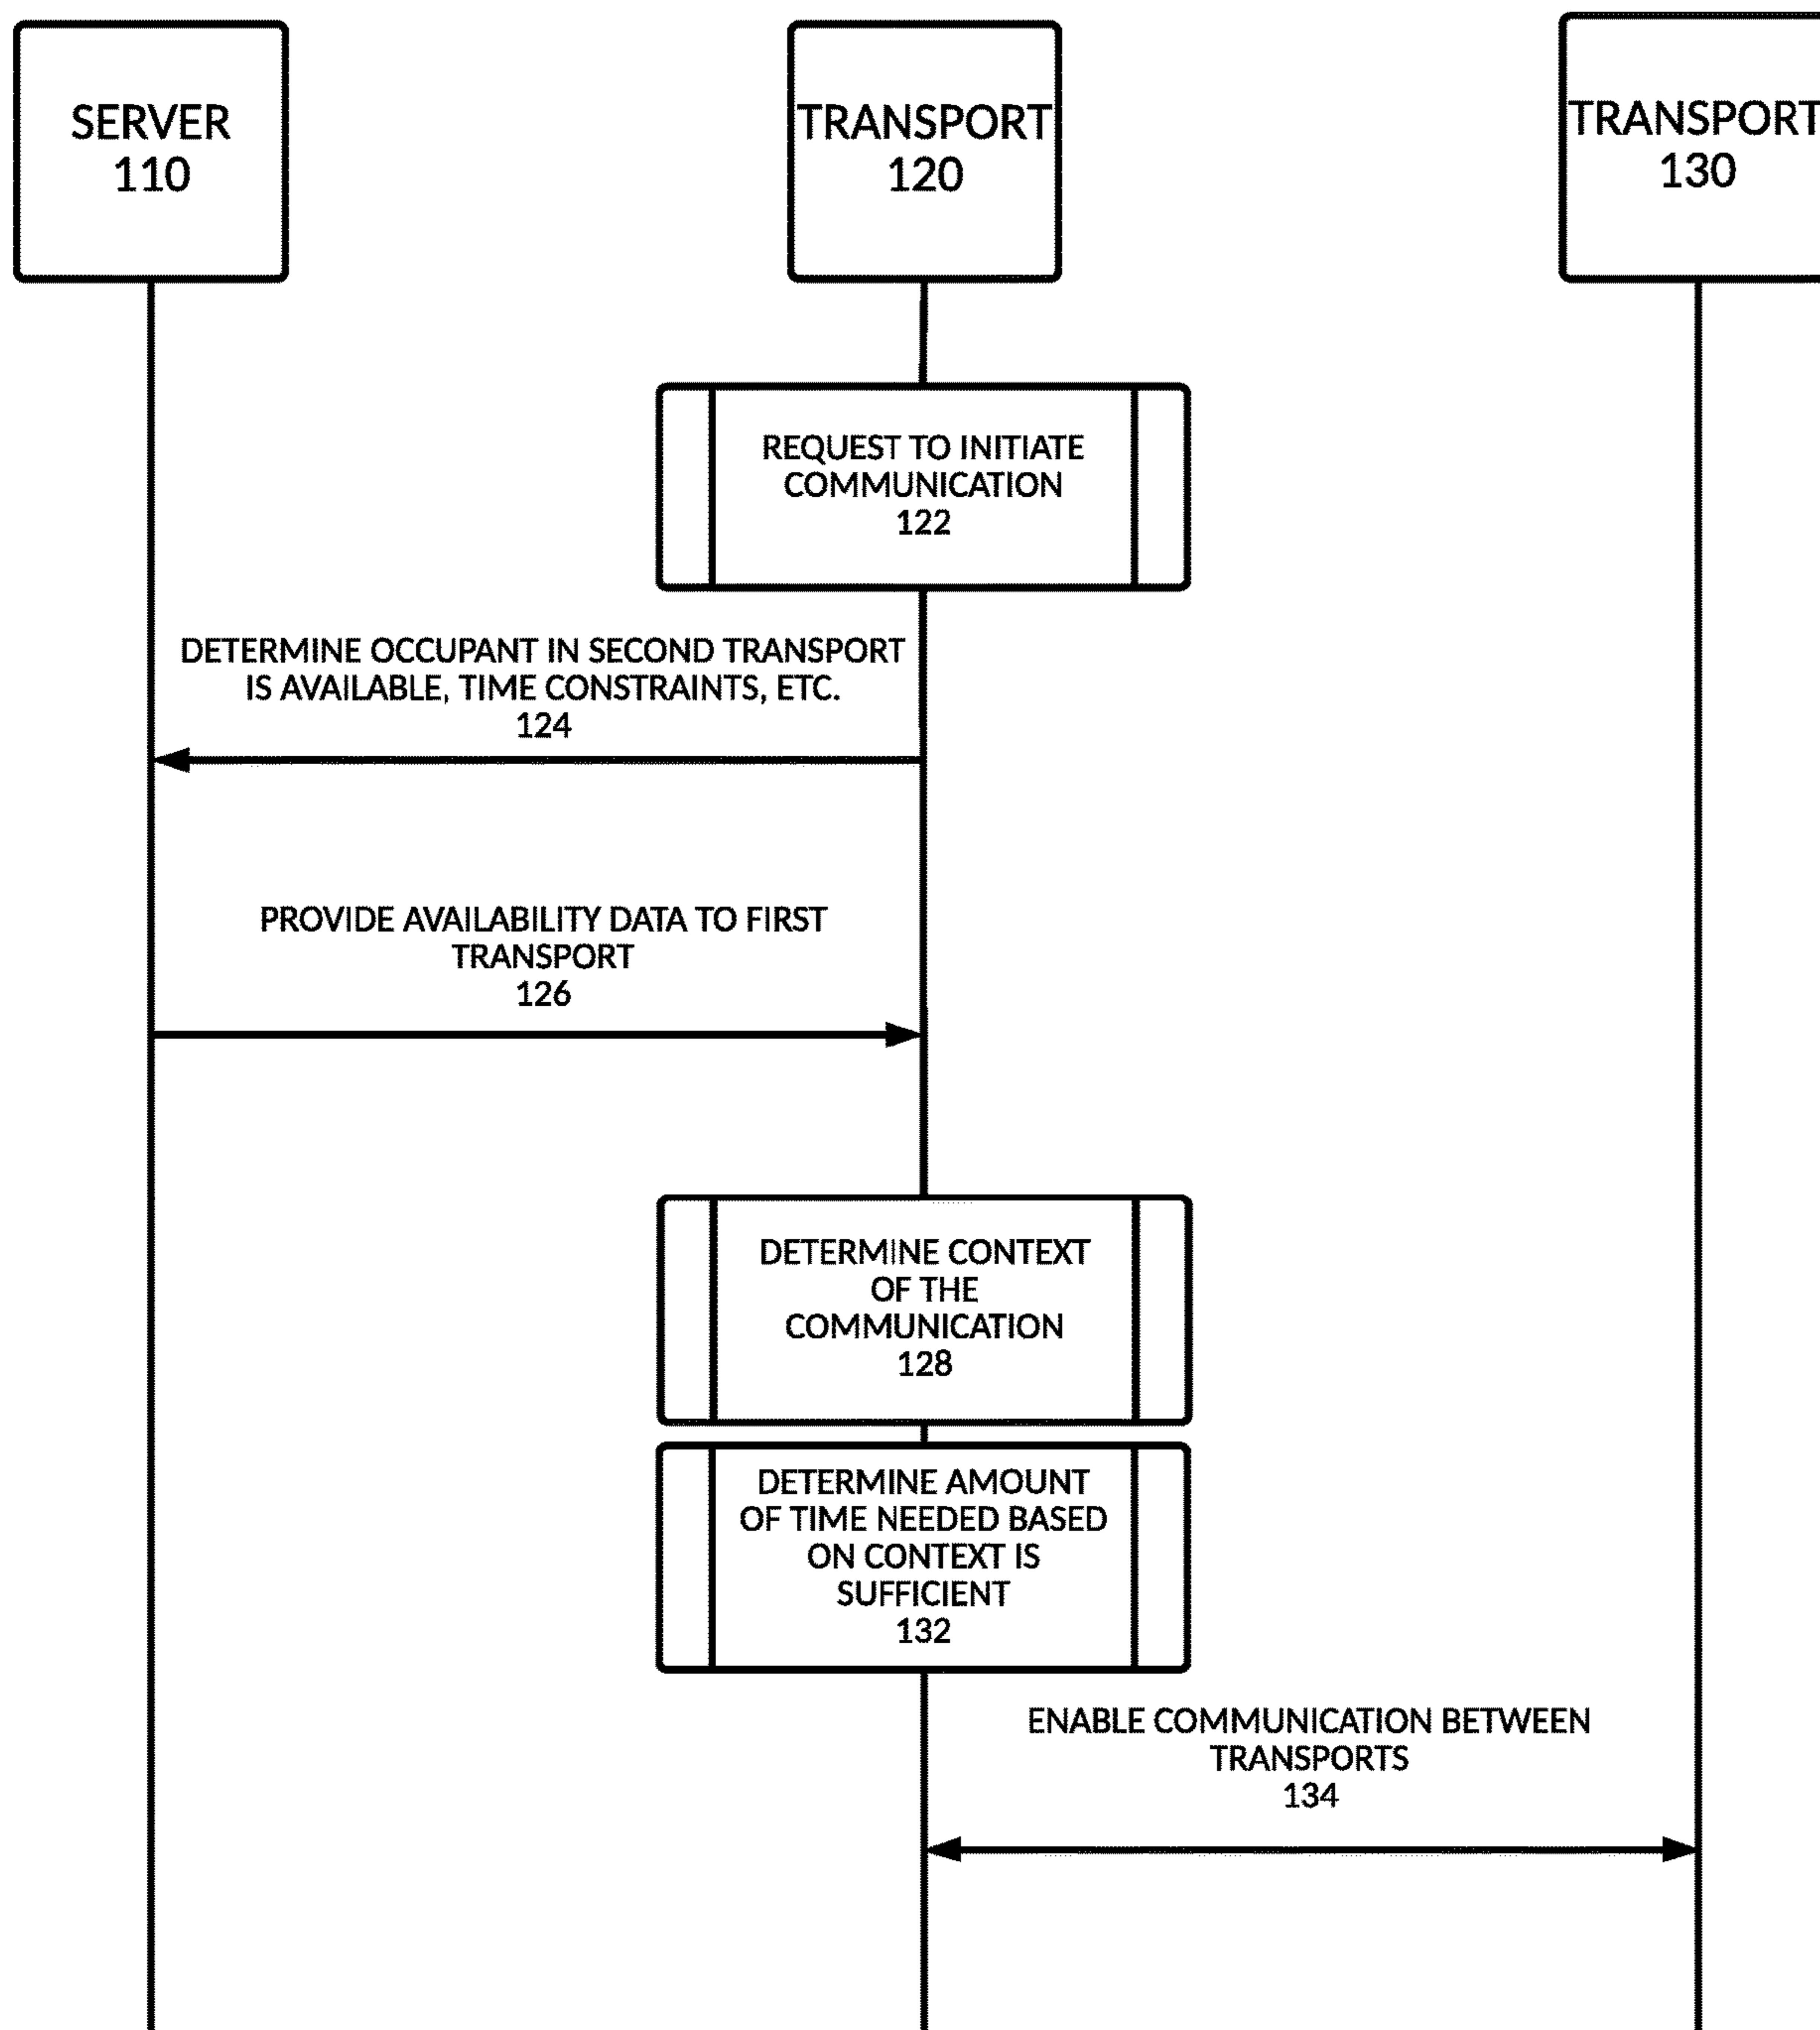 SERVER
110
TRANSPORT
120
TRANSPORT
130
REQUEST TO INITIATE
COMMUNICATION
122
DETERMINE OCCUPANT IN SECOND TRANSPORT
IS AVAILABLE, TIME CONSTRAINTS, ETC.
124
PROVIDE AVAILABILITY DATA TO FIRST
TRANSPORT
126
DETERMINE CONTEXT
OF THE
COMMUNICATION
128
DETERMINE AMOUNT
OF TIME NEEDED BASED
ON CONTEXT IS
SUFFICIENT
132
ENABLE COMMUNICATION BETWEEN
TRANSPORTS
134